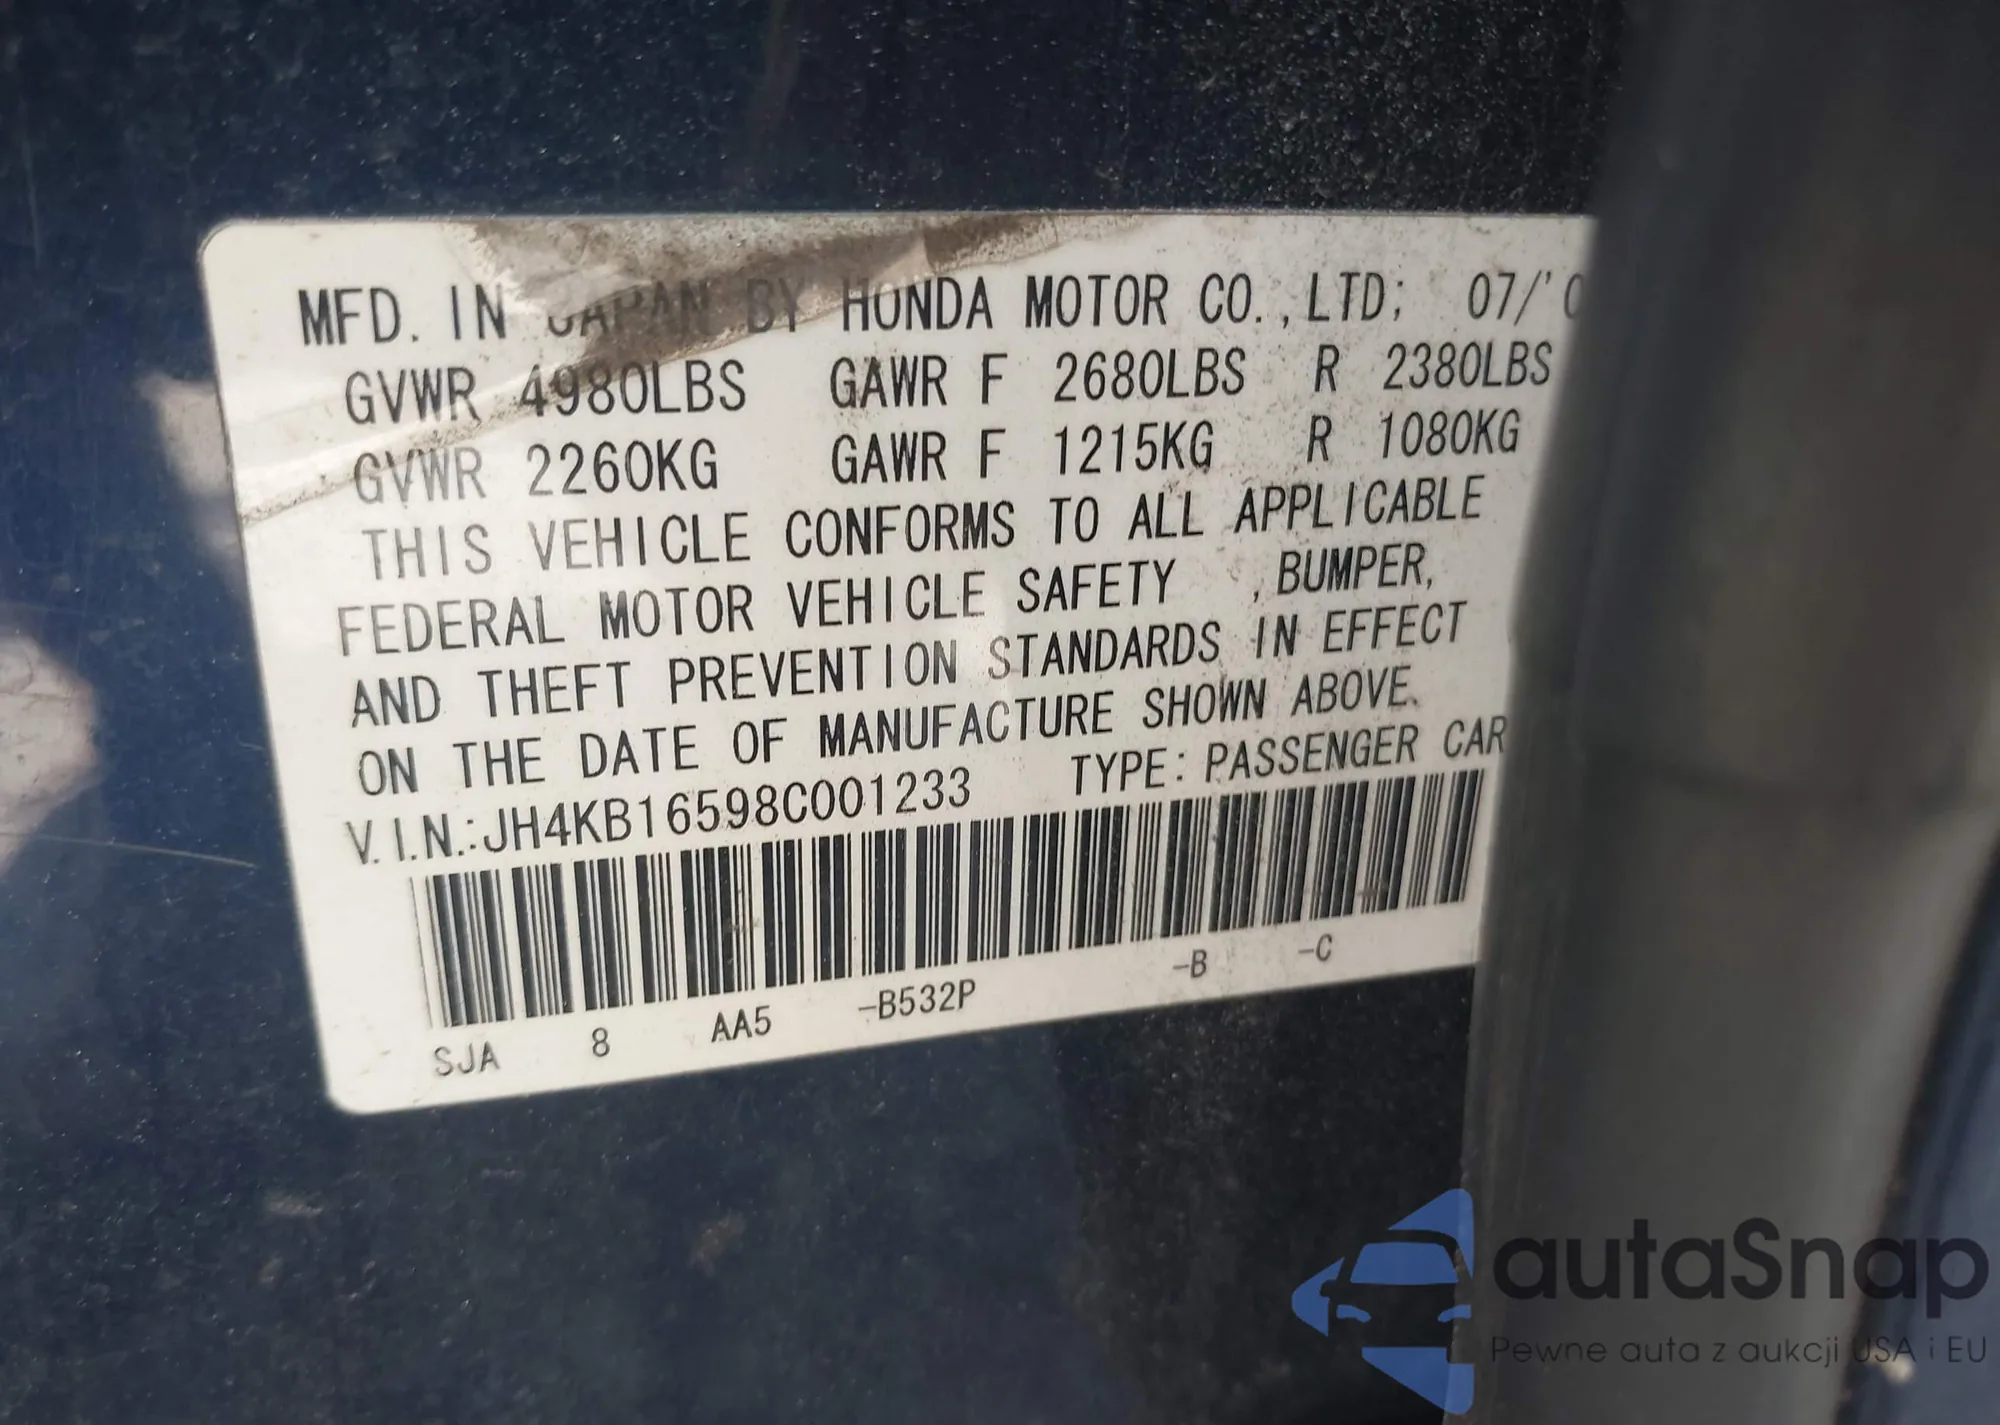 MFD. IN JAPAN BY HONDA MOTOR CO.,LTD; 07/'0
GVWR 4980LBS GAWR F 2680LBS R 2380LBS
GVWR 2260KG GAWR F 1215KG R 1080KG
THIS VEHICLE CONFORMS TO ALL APPLICABLE
FEDERAL MOTOR VEHICLE SAFETY , BUMPER,
AND THEFT PREVENTION STANDARDS IN EFFECT
ON THE DATE OF MANUFACTURE SHOWN ABOVE.
V.I.N.:JH4KB16598C001233 TYPE: PASSENGER CAR
SJA 8 AA5 -B532P -B -C
autaSnap
Pewne auta z aukcji USA i EU